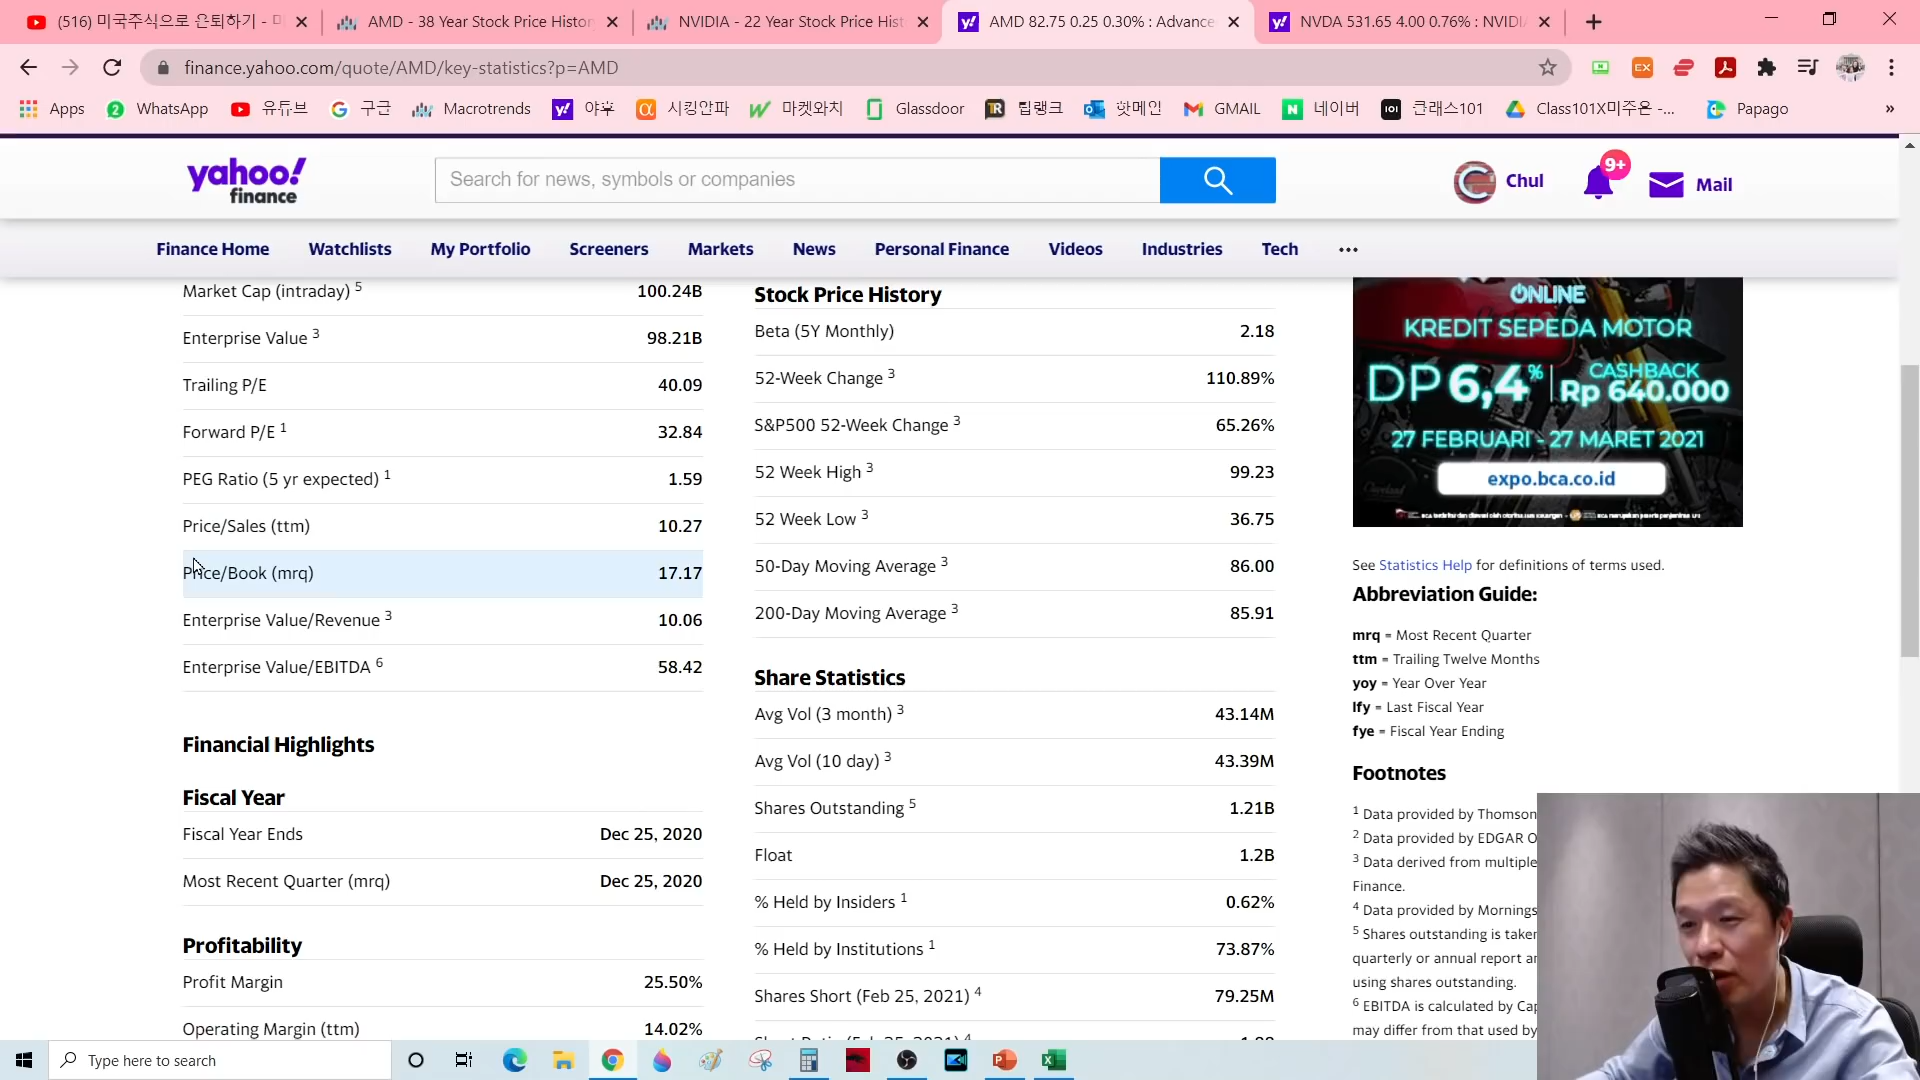 (516) 미국주식으로 은퇴하기 -
AMD - 38 Year Stock Price Histor
NVIDIA - 22 Year Stock Price Hist
AMD 82.75 0.25 0.30% : Advance
NVDA 531.65 4.00 0.76% : NVIDI
finance.yahoo.com/quote/AMD/key-statistics?p=AMD
Apps
WhatsApp
유튜브
구글
Macrotrends
야후
시킹알파
마켓와치
Glassdoor
팁랭크
핫메일
GMAIL
네이버
클래스101
Class101X미주은 -...
Papago
»
yahoo!
finance
Search for news, symbols or companies
Chul
9+
Mail
Finance Home
Watchlists
My Portfolio
Screeners
Markets
News
Personal Finance
Videos
Industries
Tech
Market Cap (intraday) 5 100.24B
Enterprise Value 3 98.21B
Trailing P/E 40.09
Forward P/E 1 32.84
PEG Ratio (5 yr expected) 1 1.59
Price/Sales (ttm) 10.27
Price/Book (mrq) 17.17
Enterprise Value/Revenue 3 10.06
Enterprise Value/EBITDA 6 58.42
Financial Highlights
Fiscal Year
Fiscal Year Ends Dec 25, 2020
Most Recent Quarter (mrq) Dec 25, 2020
Profitability
Profit Margin 25.50%
Operating Margin (ttm) 14.02%
Stock Price History
Beta (5Y Monthly) 2.18
52-Week Change 3 110.89%
S&P500 52-Week Change 3 65.26%
52 Week High 3 99.23
52 Week Low 3 36.75
50-Day Moving Average 3 86.00
200-Day Moving Average 3 85.91
Share Statistics
Avg Vol (3 month) 3 43.14M
Avg Vol (10 day) 3 43.39M
Shares Outstanding 5 1.21B
Float 1.2B
% Held by Insiders 1 0.62%
% Held by Institutions 1 73.87%
Shares Short (Feb 25, 2021) 4 79.25M
ONLINE
KREDIT SEPEDA MOTOR
DP 6,4% CASHBACK
Rp 640.000
27 FEBRUARI - 27 MARET 2021
expo.bca.co.id
See Statistics Help for definitions of terms used.
Abbreviation Guide:
mrq = Most Recent Quarter
ttm = Trailing Twelve Months
yoy = Year Over Year
lfy = Last Fiscal Year
fye = Fiscal Year Ending
Footnotes
1 Data provided by Thomson
2 Data provided by EDGAR O
3 Data derived from multiple
Finance.
4 Data provided by Mornings
5 Shares outstanding is taken
quarterly or annual report an
using shares outstanding.
6 EBITDA is calculated by Cap
may differ from that used by
Type here to search